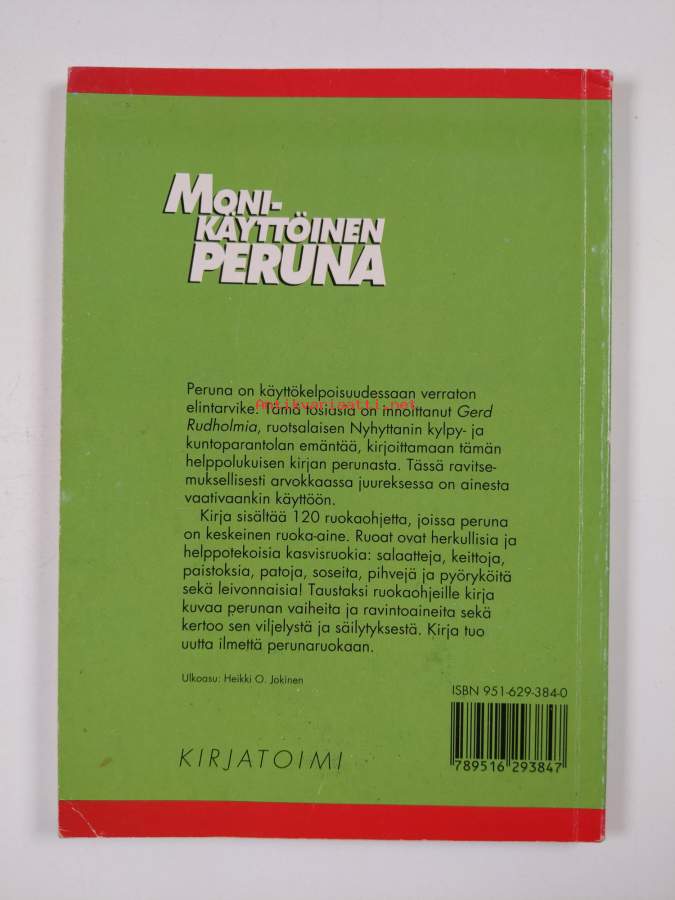 MONI-
KÄYTTÖINEN
PERUNA
Peruna on käyttökelpoisuudessaan verraton
elintarvike. Tämä tosiasia on innoittanut Gerd
Antikvariaatti.net
Rudholmia, ruotsalaisen Nyhyttanin kylpy- ja
kuntoparantolan emäntää, kirjoittamaan tämän
helppolukuisen kirjan perunasta. Tässä ravitse-
muksellisesti arvokkaassa juureksessa on ainesta
vaativaankin käyttöön.
Kirja sisältää 120 ruokaohjetta, joissa peruna
on keskeinen ruoka-aine. Ruoat ovat herkullisia ja
helppotekoisia kasvisruokia: salaatteja, keittoja,
paistoksia, patoja, soseita, pihvejä ja pyöryköitä
sekä leivonnaisia! Taustaksi ruokaohjeille kirja
kuvaa perunan vaiheita ja ravintoaineita sekä
kertoo sen viljelystä ja säilytyksestä. Kirja tuo
uutta ilmettä perunaruokaan.
Ulkoasu: Heikki O. Jokinen
ISBN 951-629-384-0
KIRJATOIMI
789516 293847